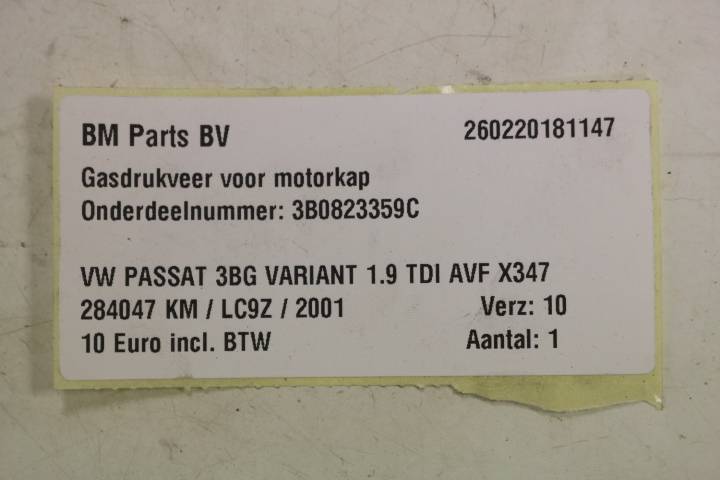 BM Parts BV 260220181147
Gasdrukveer voor motorkap
Onderdeelnummer: 3B0823359C
VW PASSAT 3BG VARIANT 1.9 TDI AVF X347
284047 KM / LC9Z / 2001 Verz: 10
10 Euro incl. BTW Aantal: 1